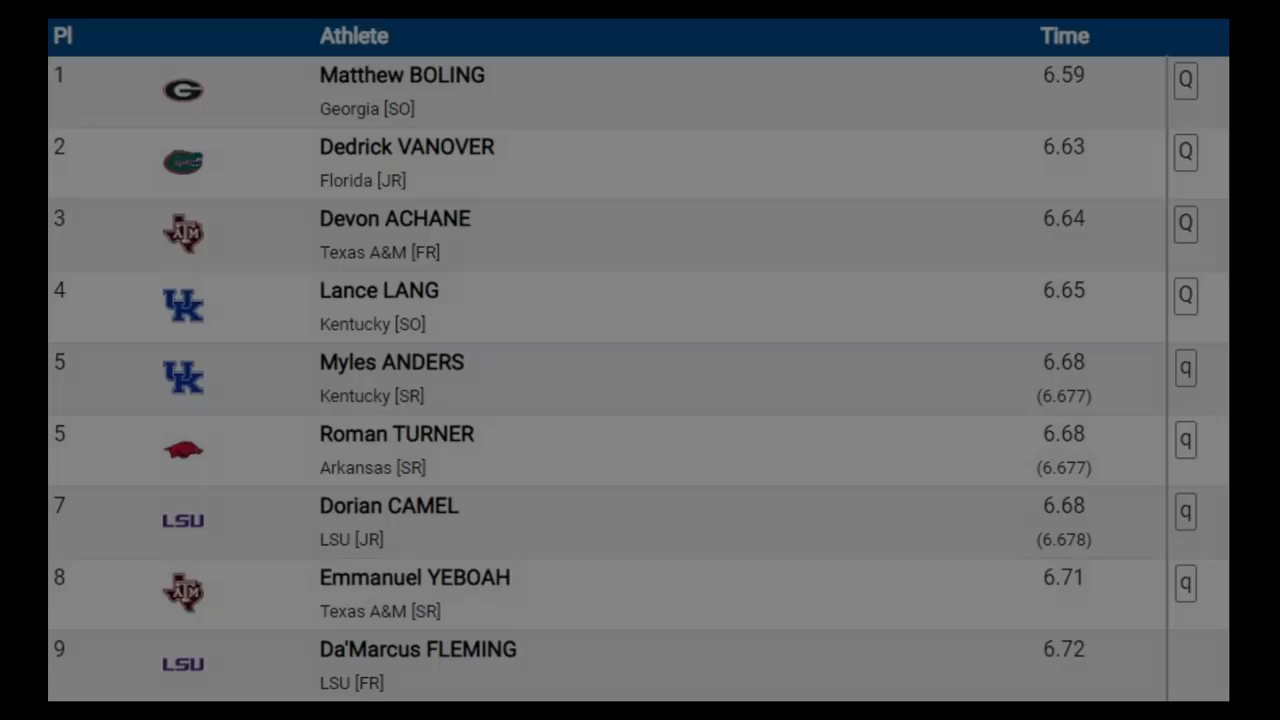 Pl Athlete Time
1 G Matthew BOLING 6.59 Q
Georgia [SO]
2 Dedrick VANOVER 6.63 Q
Florida [JR]
3 ATM Devon ACHANE 6.64 Q
Texas A&M [FR]
4 UK Lance LANG 6.65 Q
Kentucky [SO]
5 UK Myles ANDERS 6.68 q
Kentucky [SR] (6.677)
5 Roman TURNER 6.68 q
Arkansas [SR] (6.677)
7 LSU Dorian CAMEL 6.68 q
LSU [JR] (6.678)
8 ATM Emmanuel YEBOAH 6.71 q
Texas A&M [SR]
9 LSU Da'Marcus FLEMING 6.72
LSU [FR]